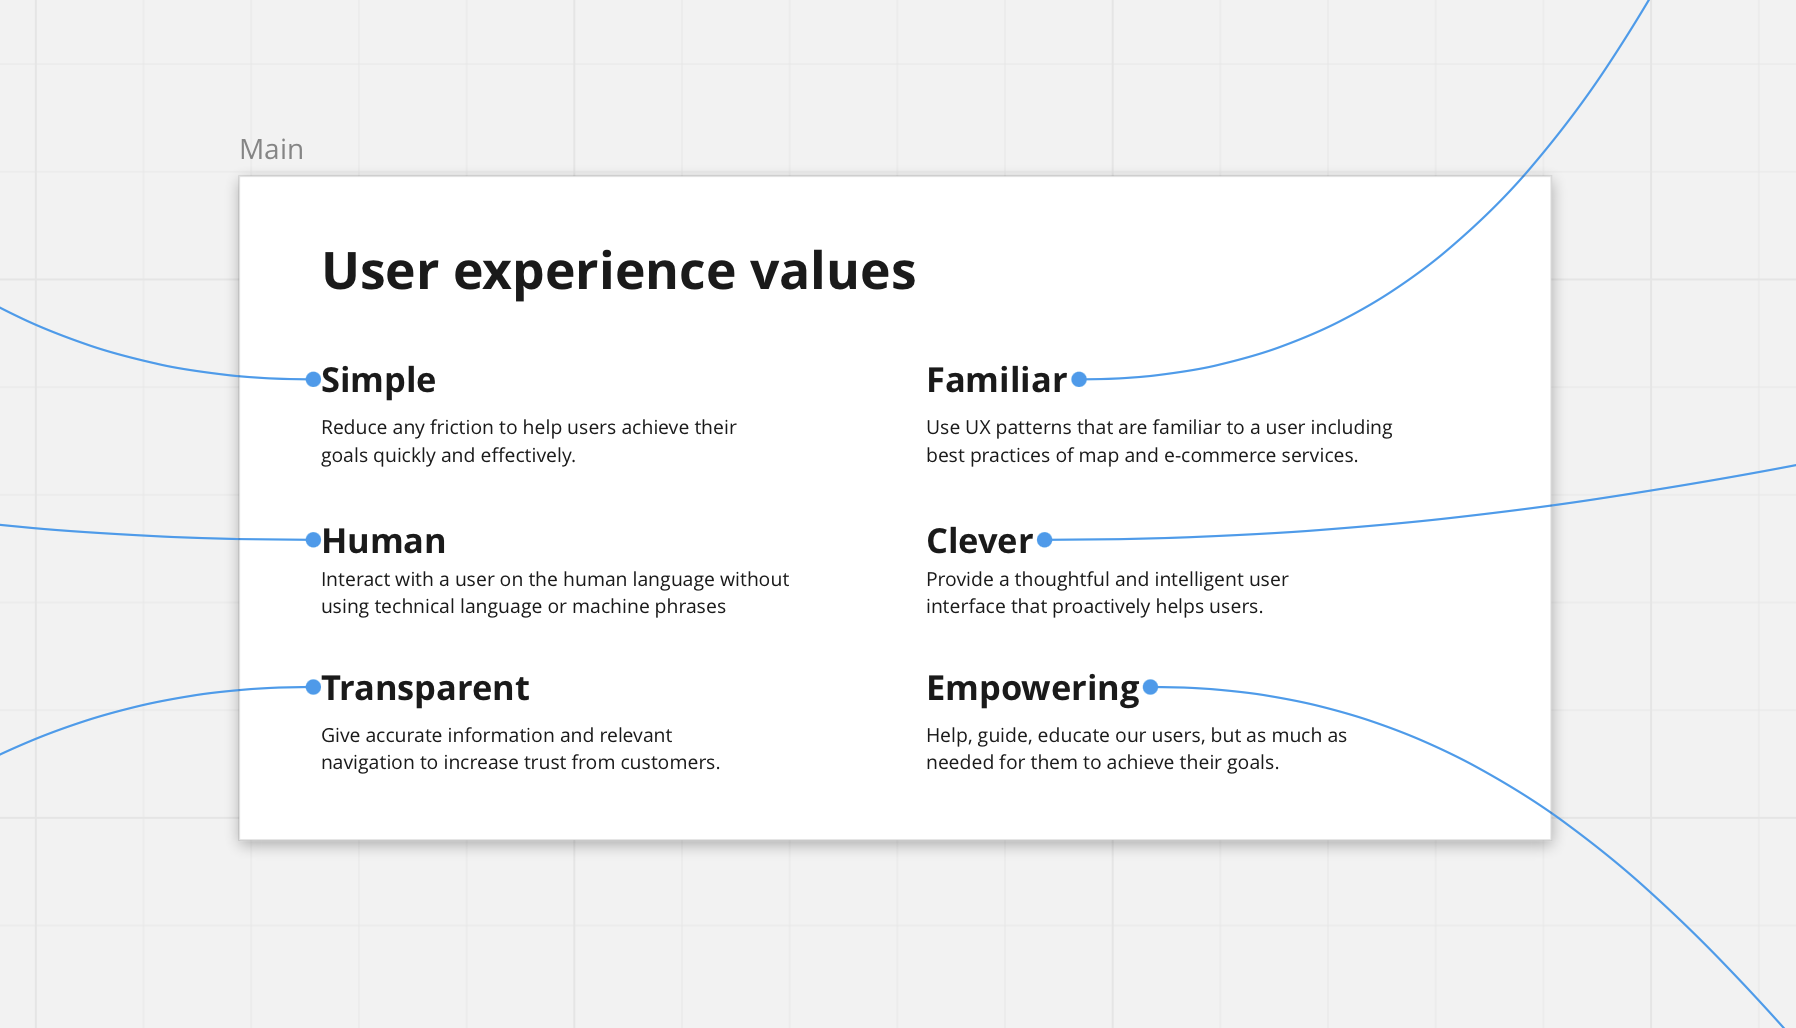 Main
User experience values
Simple
Reduce any friction to help users achieve their
goals quickly and effectively.
Human
Interact with a user on the human language without
using technical language or machine phrases
Transparent
Give accurate information and relevant
navigation to increase trust from customers.
Familiar
Use UX patterns that are familiar to a user including
best practices of map and e-commerce services.
Clever
Provide a thoughtful and intelligent user
interface that proactively helps users.
Empowering
Help, guide, educate our users, but as much as
needed for them to achieve their goals.